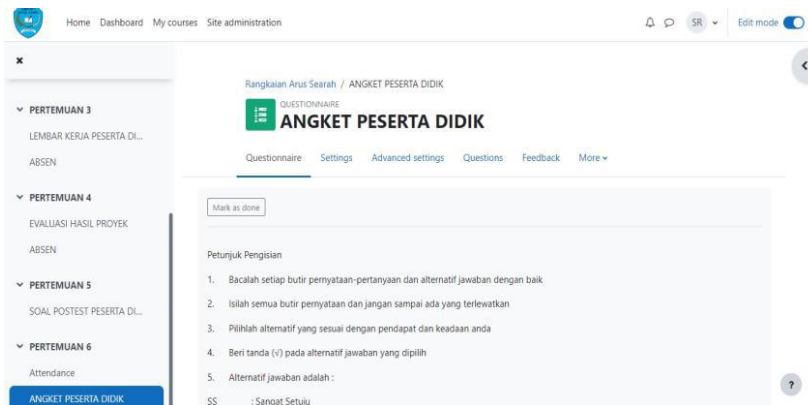 Home Dashboard My courses Site administration
SR
Edit mode
Rangkaian Arus Searah / ANGKET PESERTA DIDIK
QUESTIONNAIRE
ANGKET PESERTA DIDIK
Questionnaire Settings Advanced settings Questions Feedback More
PERTEMUAN 3
LEMBAR KERJA PESERTA DI...
ABSEN
PERTEMUAN 4
EVALUASI HASIL PROYEK
ABSEN
PERTEMUAN 5
SOAL POSTEST PESERTA DI...
PERTEMUAN 6
Attendance
ANGKET PESERTA DIDIK
Mark as done
Petunjuk Pengisian
1. Bacalah setiap butir pernyataan-pertanyaan dan alternatif jawaban dengan baik
2. Isilah semua butir pernyataan dan jangan sampai ada yang terlewatkan
3. Pilihlah alternatif yang sesuai dengan pendapat dan keadaan anda
4. Beri tanda (√) pada alternatif jawaban yang dipilih
5. Alternatif jawaban adalah :
SS : Sangat Setuju
?